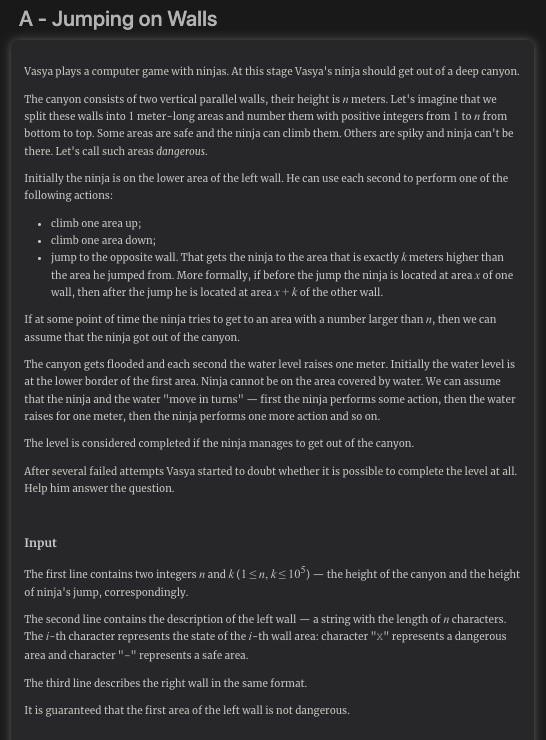 A - Jumping on Walls
Vasya plays a computer game with ninjas. At this stage Vasya's ninja should get out of a deep canyon.
The canyon consists of two vertical parallel walls, their height is n meters. Let's imagine that we
split these walls into 1 meter-long areas and number them with positive integers from 1 to n from
bottom to top. Some areas are safe and the ninja can climb them. Others are spiky and ninja can't be
there. Let's call such areas dangerous.
Initially the ninja is on the lower area of the left wall. He can use each second to perform one of the
following actions:
• climb one area up;
• climb one area down;
• jump to the opposite wall. That gets the ninja to the area that is exactly k meters higher than
the area he jumped from. More formally, if before the jump the ninja is located at area x of one
wall, then after the jump he is located at area x + k of the other wall.
If at some point of time the ninja tries to get to an area with a number larger than n, then we can
assume that the ninja got out of the canyon.
The canyon gets flooded and each second the water level raises one meter. Initially the water level is
at the lower border of the first area. Ninja cannot be on the area covered by water. We can assume
that the ninja and the water "move in turns" — first the ninja performs some action, then the water
raises for one meter, then the ninja performs one more action and so on.
The level is considered completed if the ninja manages to get out of the canyon.
After several failed attempts Vasya started to doubt whether it is possible to complete the level at all.
Help him answer the question.
Input
The first line contains two integers n and k (1 ≤ n, k ≤ 10⁵) — the height of the canyon and the height
of ninja's jump, correspondingly.
The second line contains the description of the left wall — a string with the length of n characters.
The i-th character represents the state of the i-th wall area: character "X" represents a dangerous
area and character "-" represents a safe area.
The third line describes the right wall in the same format.
It is guaranteed that the first area of the left wall is not dangerous.